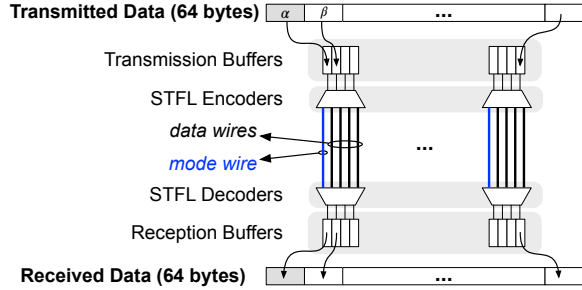 Transmitted Data (64 bytes) α β ...
Transmission Buffers
STFL Encoders
data wires
...
mode wire
STFL Decoders
Reception Buffers
Received Data (64 bytes) ...